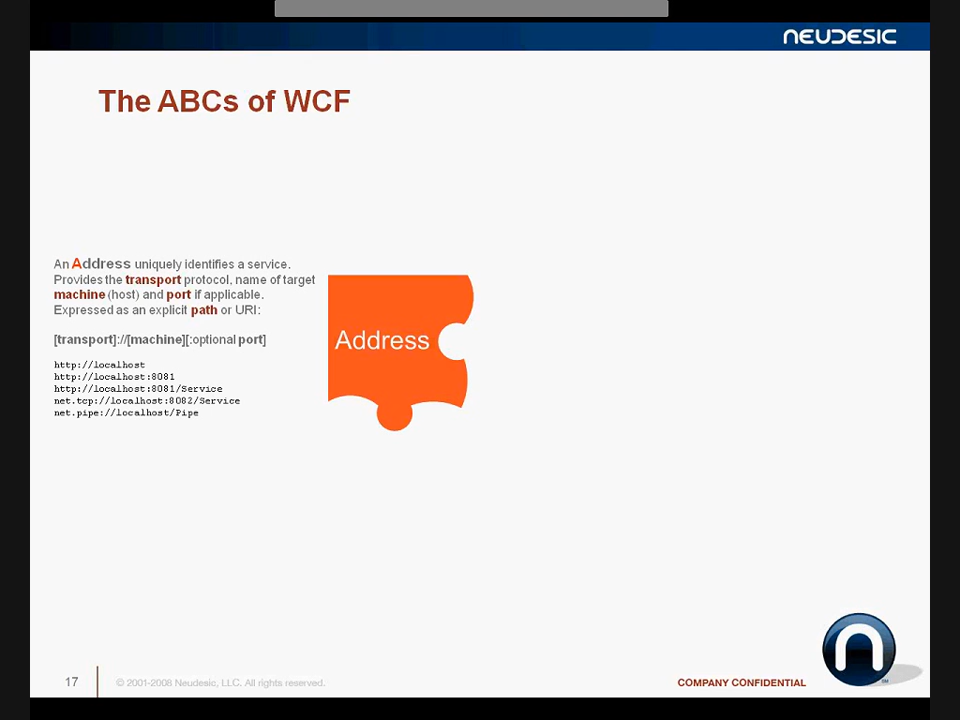 NEUDESIC
The ABCs of WCF
An Address uniquely identifies a service.
Provides the transport protocol, name of target
machine (host) and port if applicable.
Expressed as an explicit path or URI:
[transport]://[machine][:optional port]
http://localhost
http://localhost:8081
http://localhost:8081/Service
net.tcp://localhost:8082/Service
net.pipe://localhost/Pipe
Address
17
© 2001-2008 Neudesic, LLC. All rights reserved.
COMPANY CONFIDENTIAL
n